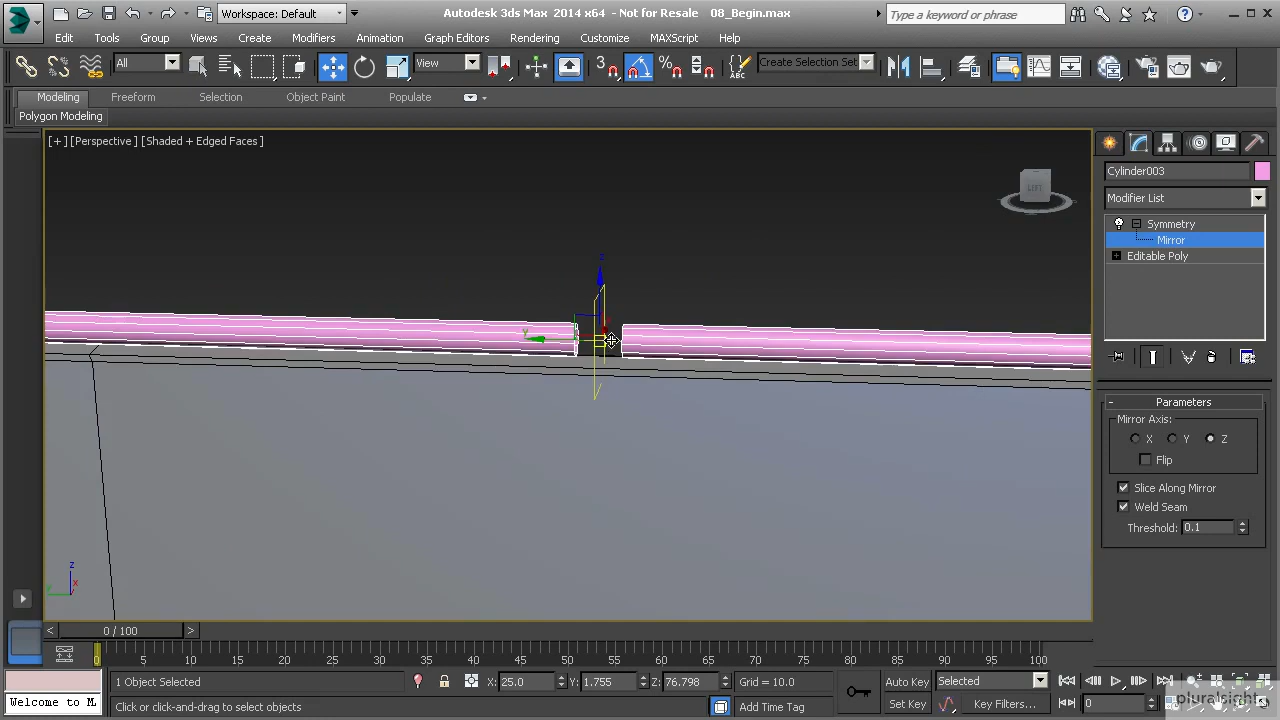 Workspace: Default
Autodesk 3ds Max 2014 x64 - Not for Resale 08_Begin.max
Type a keyword or phrase
File Edit Tools Group Views Create Modifiers Animation Graph Editors Rendering Customize MAXScript Help
All
View
3
%
ABC
Create Selection Set
Modeling Freeform Selection Object Paint Populate
Polygon Modeling
[+] [Perspective] [Shaded + Edged Faces]
LEFT
Cylinder003
Modifier List
Symmetry
Mirror
Editable Poly
z
y
- Parameters
Mirror Axis:
X Y Z
Flip
Slice Along Mirror
Weld Seam
Threshold: 0.1
z
x
y
< 0 / 100 >
0 5 10 15 20 25 30 35 40 45 50 55 60 65 70 75 80 85 90 95 100
1 Object Selected X: 25.0 Y: 1.755 Z: 76.798 Grid = 10.0 Auto Key Selected
Welcome to M Click or click-and-drag to select objects Add Time Tag Set Key Key Filters... 0
pluralsight